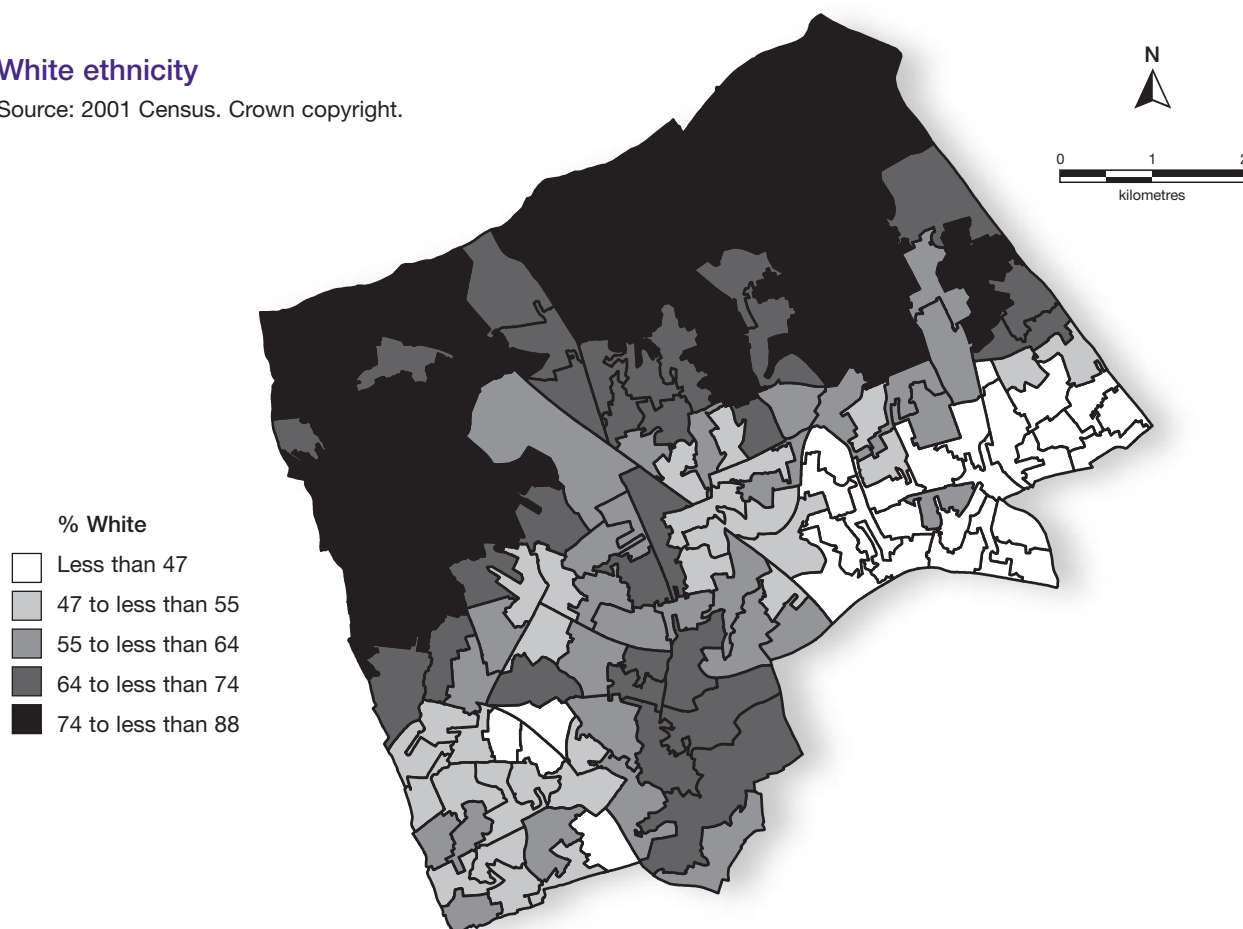 White ethnicity
Source: 2001 Census. Crown copyright.
N
0 1 2
kilometres
% White
Less than 47
47 to less than 55
55 to less than 64
64 to less than 74
74 to less than 88